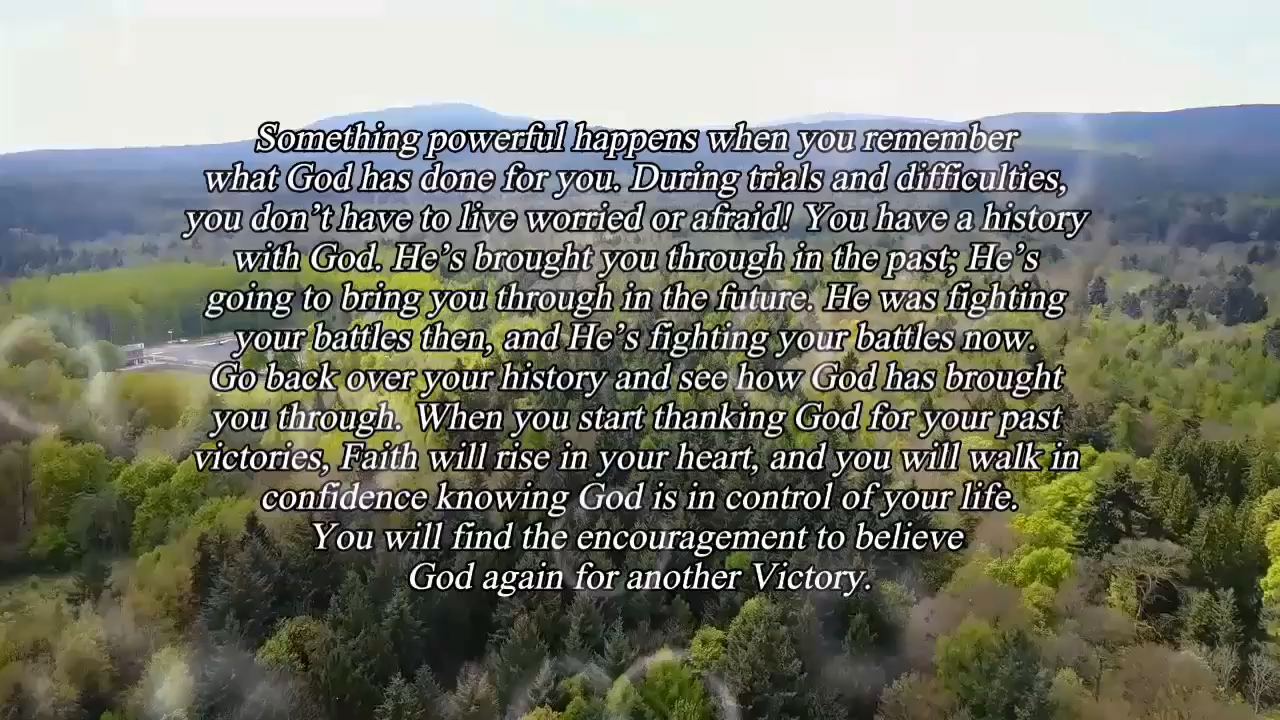 Something powerful happens when you remember
what God has done for you. During trials and difficulties,
you don’t have to live worried or afraid! You have a history
with God. He’s brought you through in the past; He’s
going to bring you through in the future. He was fighting
your battles then, and He’s fighting your battles now.
Go back over your history and see how God has brought
you through. When you start thanking God for your past
victories, Faith will rise in your heart, and you will walk in
confidence knowing God is in control of your life.
You will find the encouragement to believe
God again for another Victory.